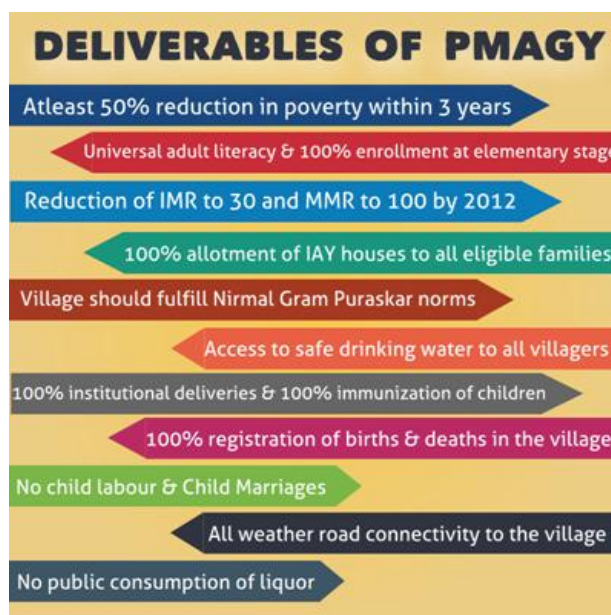 DELIVERABLES OF PMAGY
Atleast 50% reduction in poverty within 3 years
Universal adult literacy & 100% enrollment at elementary stage
Reduction of IMR to 30 and MMR to 100 by 2012
100% allotment of IAY houses to all eligible families
Village should fulfill Nirmal Gram Puraskar norms
Access to safe drinking water to all villagers
100% institutional deliveries & 100% immunization of children
100% registration of births & deaths in the village
No child labour & Child Marriages
All weather road connectivity to the village
No public consumption of liquor